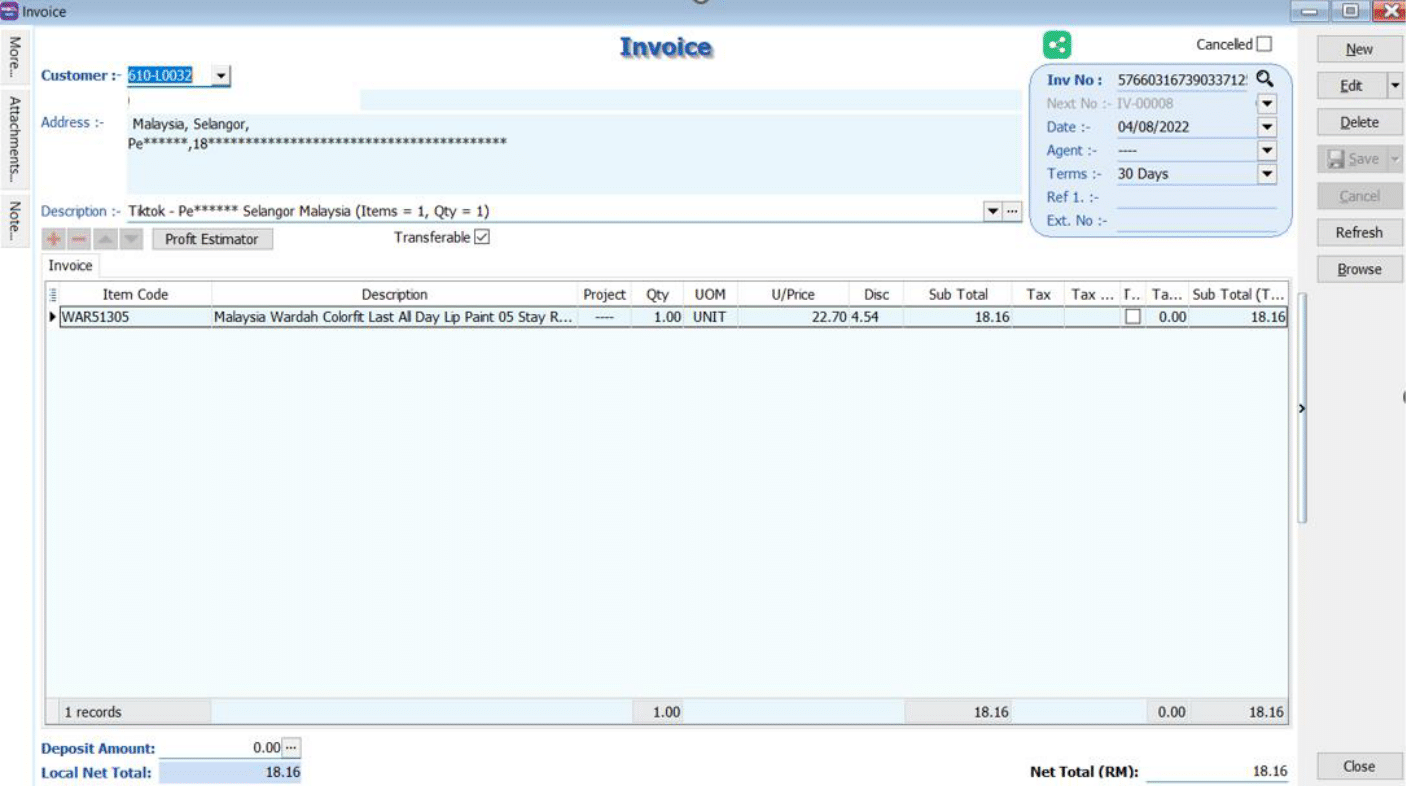 Invoice
More...
Attachments...
Note...
Invoice
Cancelled
Customer :- 610-L0032
Address :- Malaysia, Selangor,
Pe******,18****************************************
Description :- Tiktok - Pe****** Selangor Malaysia (Items = 1, Qty = 1)
Inv No : 57660316739033712
Next No :- IV-00008
Date :- 04/08/2022
Agent :- ----
Terms :- 30 Days
Ref 1. :-
Ext. No :-
New
Edit
Delete
Save
Cancel
Refresh
Browse
Profit Estimator Transferable
Invoice
Item Code Description Project Qty UOM U/Price Disc Sub Total Tax Tax ... T.. Ta... Sub Total (T...
WAR51305 Malaysia Wardah Colorfit Last All Day Lip Paint 05 Stay R... ---- 1.00 UNIT 22.70 4.54 18.16 0.00 18.16
1 records 1.00 18.16 0.00 18.16
Deposit Amount: 0.00 ...
Local Net Total: 18.16
Net Total (RM): 18.16
Close